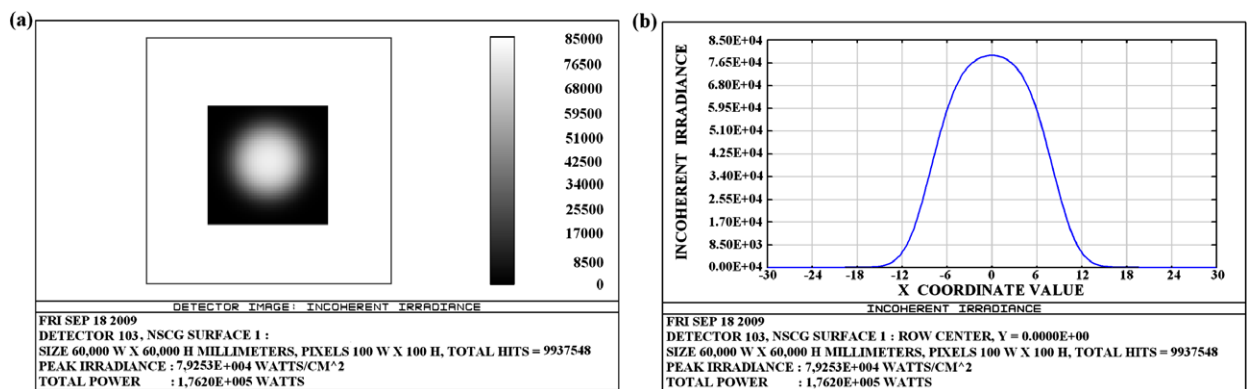 (a)
85000
76500
68000
59500
51000
42500
34000
25500
17000
8500
0
DETECTOR IMAGE: INCOHERENT IRRADIANCE
FRI SEP 18 2009
DETECTOR 103, NSCG SURFACE 1 :
SIZE 60,000 W X 60,000 H MILLIMETERS, PIXELS 100 W X 100 H, TOTAL HITS = 9937548
PEAK IRRADIANCE : 7,9253E+004 WATTS/CM^2
TOTAL POWER : 1,7620E+005 WATTS
(b)
INCOHERENT IRRADIANCE
8.50E+04
7.65E+04
6.80E+04
5.95E+04
5.10E+04
4.25E+04
3.40E+04
2.55E+04
1.70E+04
8.50E+03
0.00E+04
-30 -24 -18 -12 -6 0 6 12 18 24 30
X COORDINATE VALUE
INCOHERENT IRRADIANCE
FRI SEP 18 2009
DETECTOR 103, NSCG SURFACE 1 : ROW CENTER, Y = 0.0000E+00
SIZE 60,000 W X 60,000 H MILLIMETERS, PIXELS 100 W X 100 H, TOTAL HITS = 9937548
PEAK IRRADIANCE : 7,9253E+004 WATTS/CM^2
TOTAL POWER : 1,7620E+005 WATTS